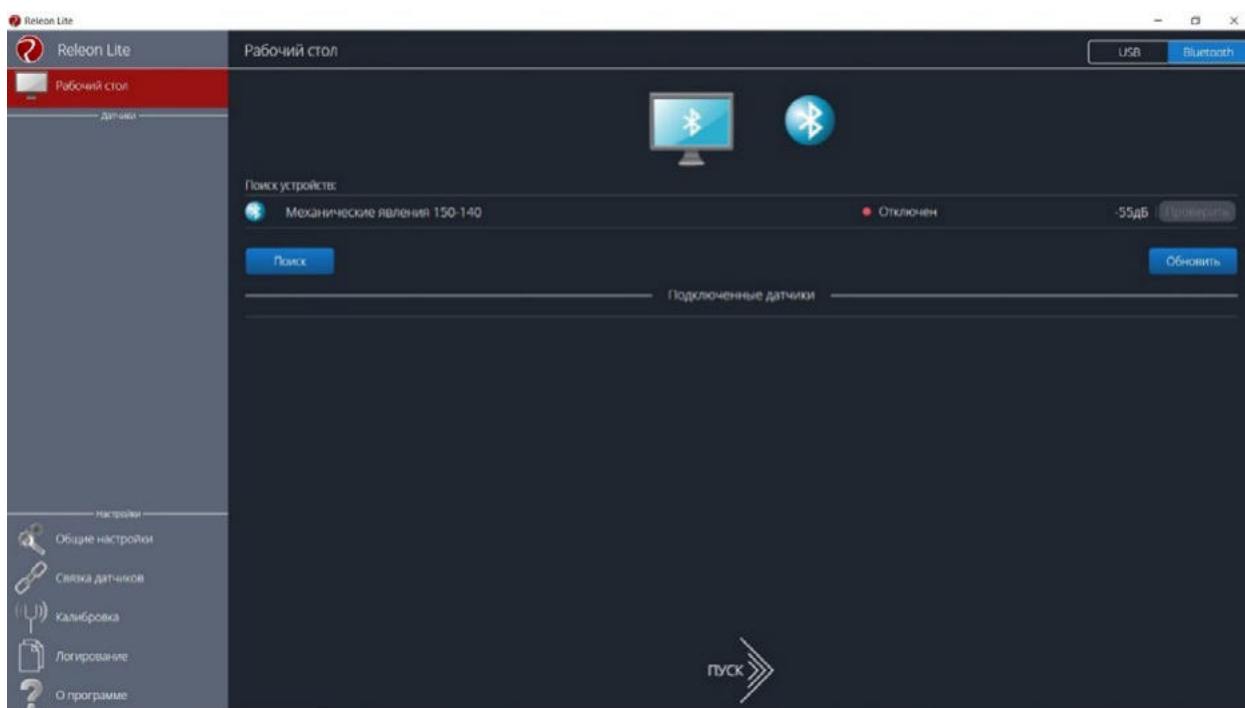 Releon Lite
Releon Lite
Рабочий стол
USB
Bluetooth
Рабочий стол
Датчики
Поиск устройств:
Механические явления 150-140
Отключен
-55дБ
Проверить
Поиск
Обновить
Подключенные датчики
Настройки
Общие настройки
Связка датчиков
Калибровка
Логирование
О программе
ПУСК